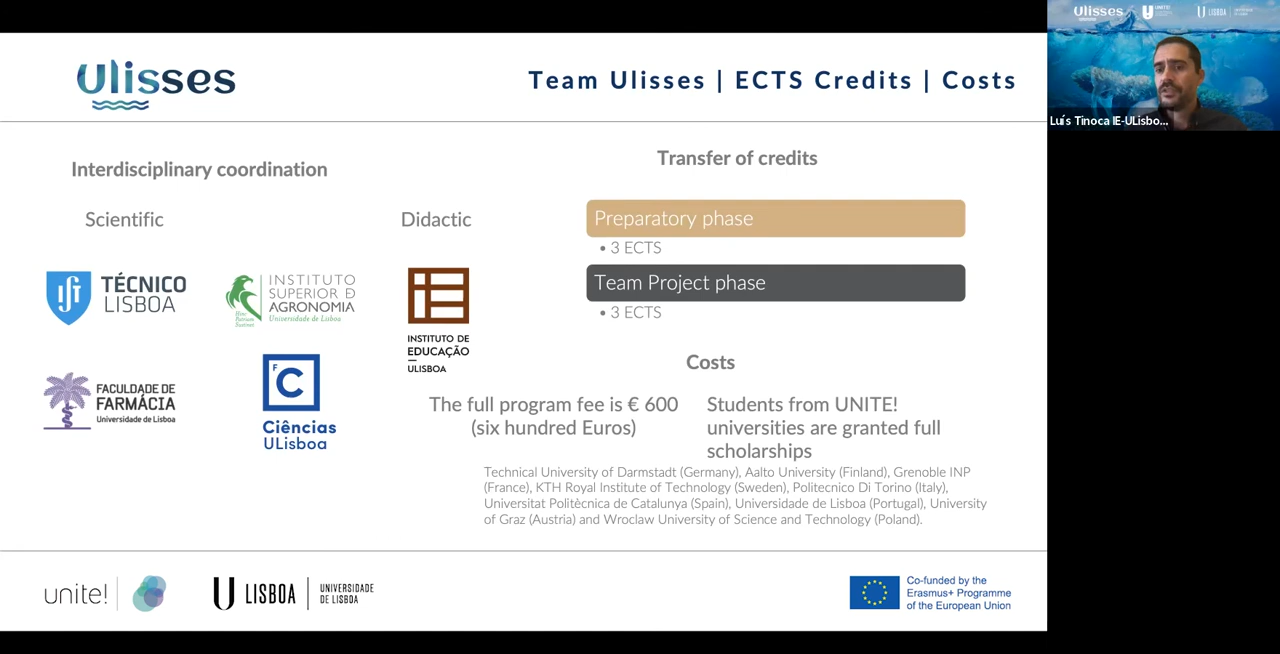 Ulisses
Team Ulisses | ECTS Credits | Costs
Interdisciplinary coordination
Scientific
Didactic
TÉCNICO
LISBOA
INSTITUTO
SUPERIOR D
AGRONOMIA
Universidade de Lisboa
INSTITUTO DE
EDUCAÇÃO
ULISBOA
FACULDADE DE
FARMÁCIA
Universidade de Lisboa
F
C
Ciências
ULisboa
Transfer of credits
Preparatory phase
• 3 ECTS
Team Project phase
• 3 ECTS
Costs
The full program fee is € 600
(six hundred Euros)
Students from UNITE!
universities are granted full
scholarships
Technical University of Darmstadt (Germany), Aalto University (Finland), Grenoble INP
(France), KTH Royal Institute of Technology (Sweden), Politecnico Di Torino (Italy),
Universitat Politècnica de Catalunya (Spain), Universidade de Lisboa (Portugal), University
of Graz (Austria) and Wroclaw University of Science and Technology (Poland).
unite!
U LISBOA
UNIVERSIDADE
DE LISBOA
Co-funded by the
Erasmus+ Programme
of the European Union
Ulisses
UNITE!
LISBOA
Luís Tinoca IE-ULisbo...